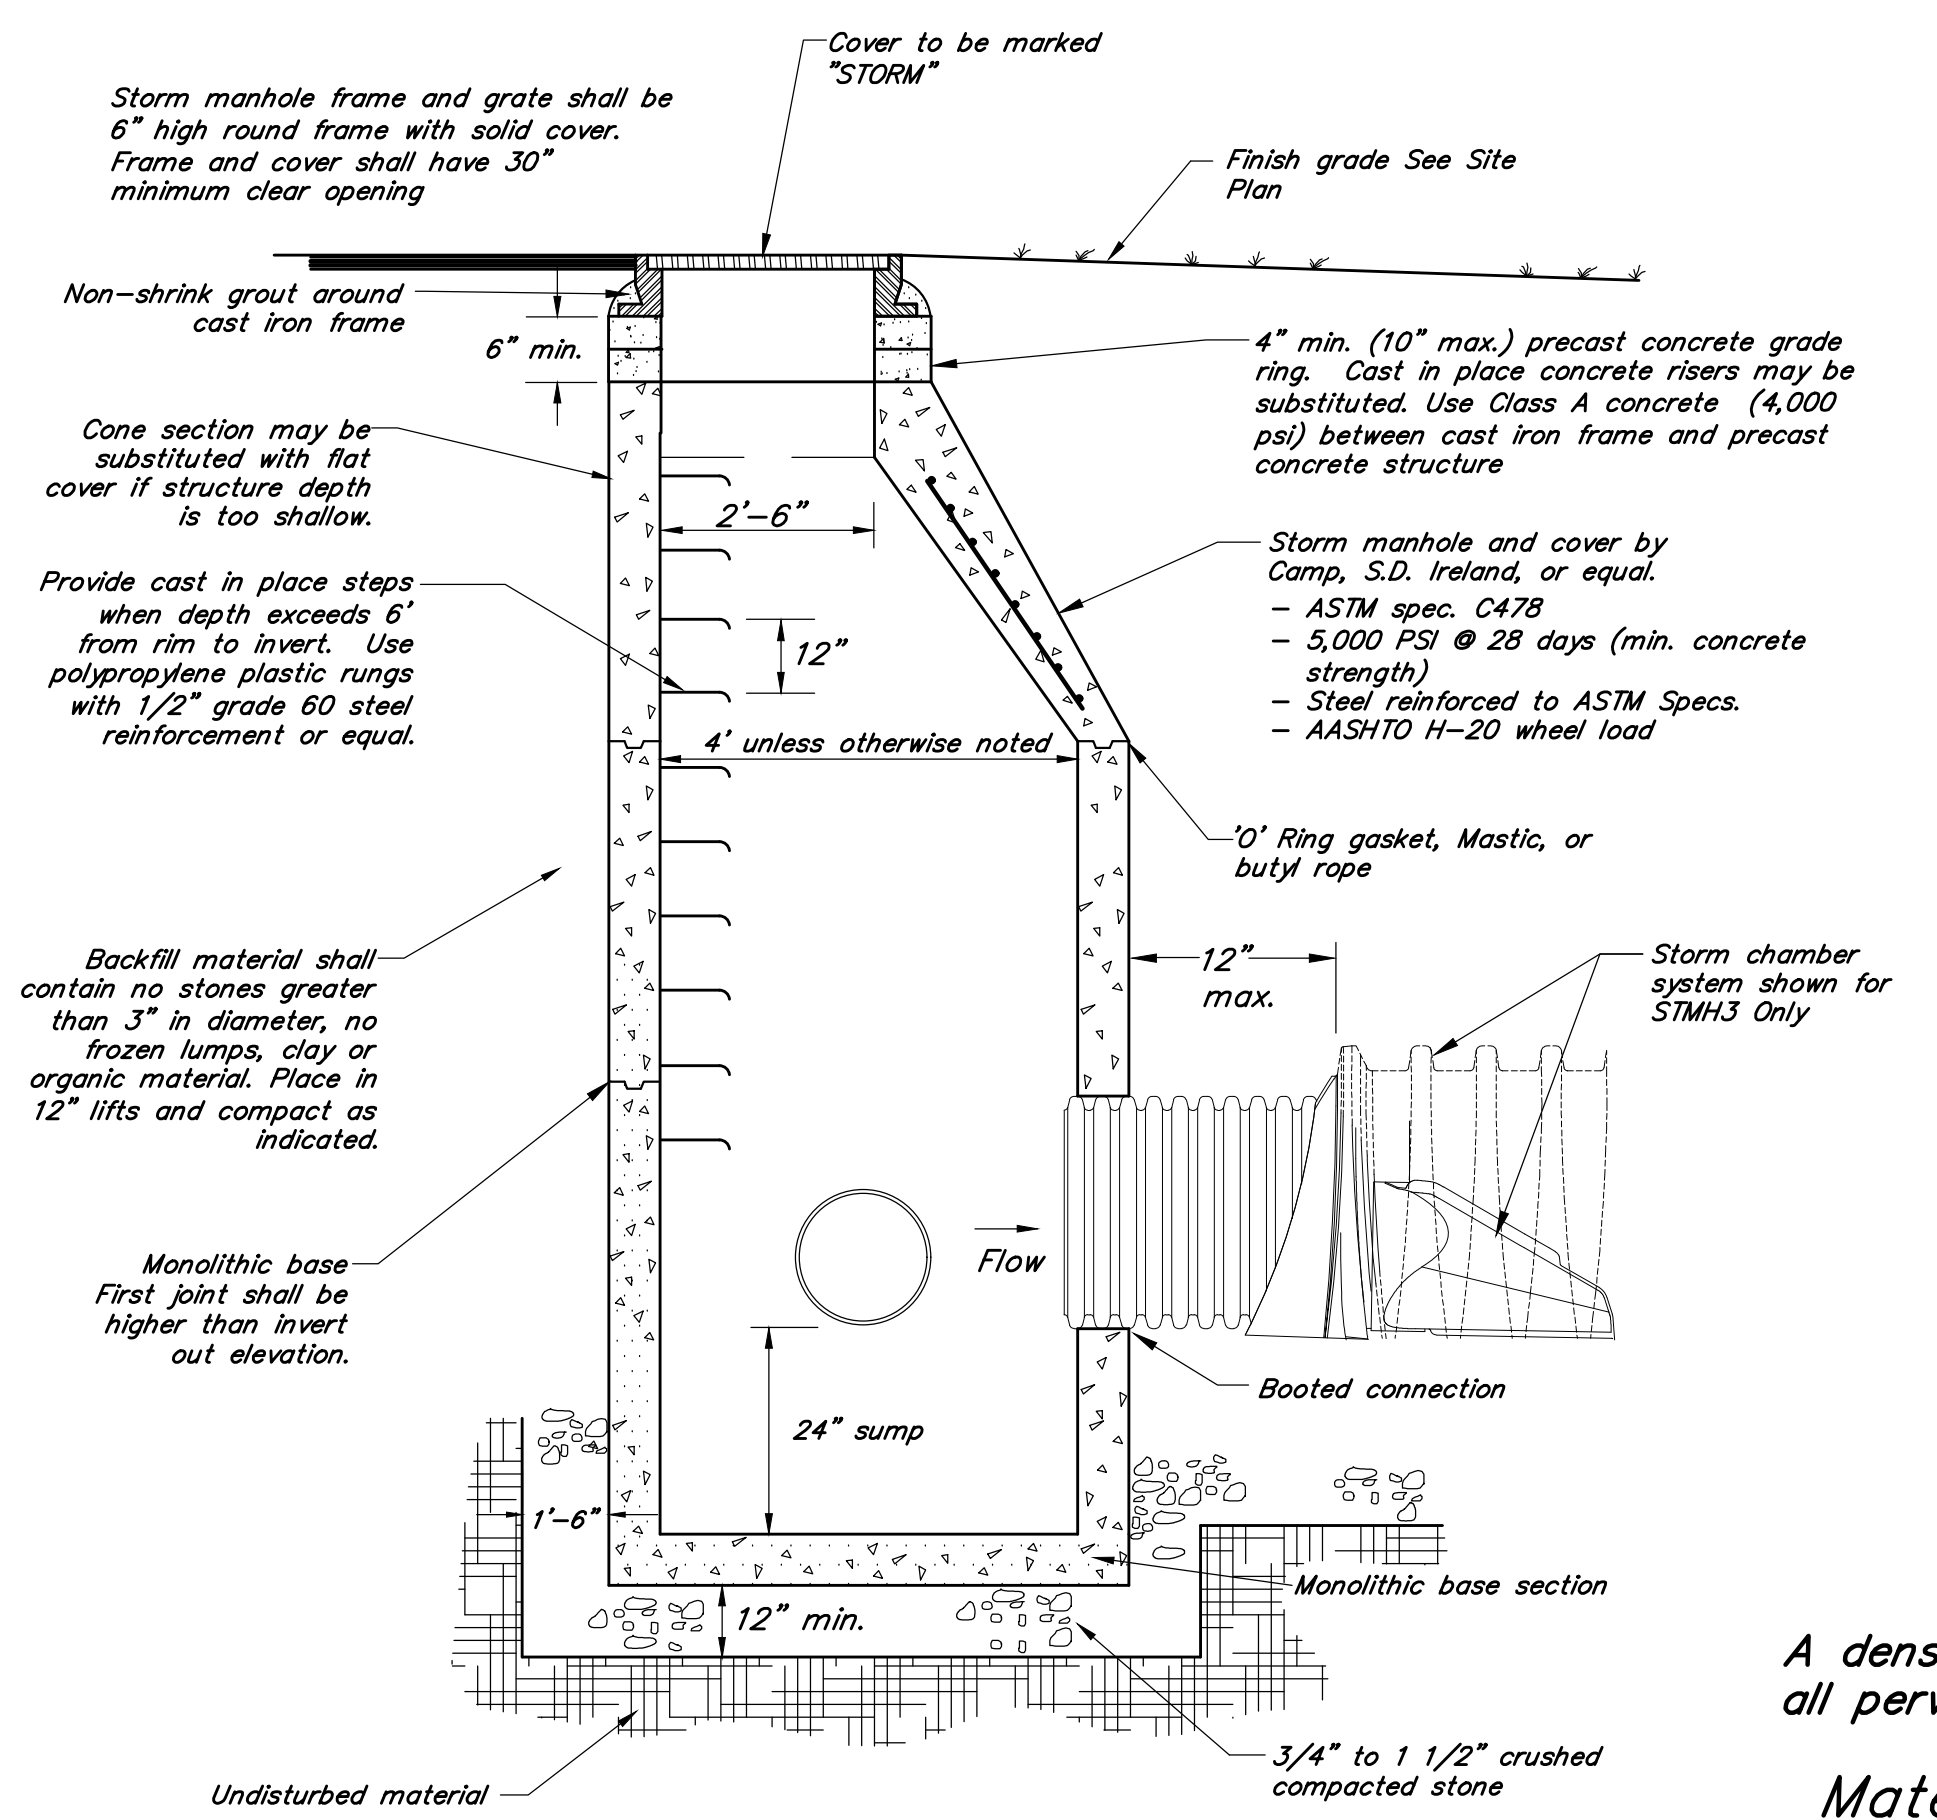 Cover to be marked
"STORM"
Storm manhole frame and grate shall be
6" high round frame with solid cover.
Frame and cover shall have 30"
minimum clear opening
Finish grade See Site
Plan
Non-shrink grout around
cast iron frame
6" min.
4" min. (10" max.) precast concrete grade
ring. Cast in place concrete risers may be
substituted. Use Class A concrete (4,000
psi) between cast iron frame and precast
concrete structure
Cone section may be
substituted with flat
cover if structure depth
is too shallow.
2'-6"
Storm manhole and cover by
Camp, S.D. Ireland, or equal.
- ASTM spec. C478
- 5,000 PSI @ 28 days (min. concrete
strength)
- Steel reinforced to ASTM Specs.
- AASHTO H-20 wheel load
Provide cast in place steps
when depth exceeds 6'
from rim to invert. Use
polypropylene plastic rungs
with 1/2" grade 60 steel
reinforcement or equal.
12"
4' unless otherwise noted
'O' Ring gasket, Mastic, or
butyl rope
Backfill material shall
contain no stones greater
than 3" in diameter, no
frozen lumps, clay or
organic material. Place in
12" lifts and compact as
indicated.
12"
max.
Storm chamber
system shown for
STMH3 Only
Monolithic base
First joint shall be
higher than invert
out elevation.
Flow
Booted connection
24" sump
1'-6"
Monolithic base section
12" min.
3/4" to 1 1/2" crushed
compacted stone
Undisturbed material
A dens
all perv
Mate